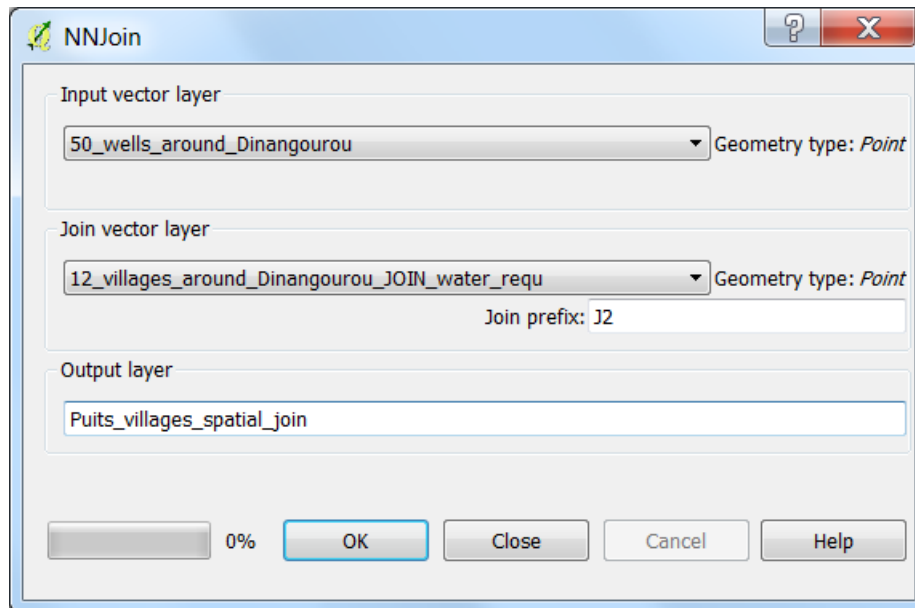 NNJoin
Input vector layer
50_wells_around_Dinangourou Geometry type: Point
Join vector layer
12_villages_around_Dinangourou_JOIN_water_requ Geometry type: Point
Join prefix: J2
Output layer
Puits_villages_spatial_join
0% OK Close Cancel Help